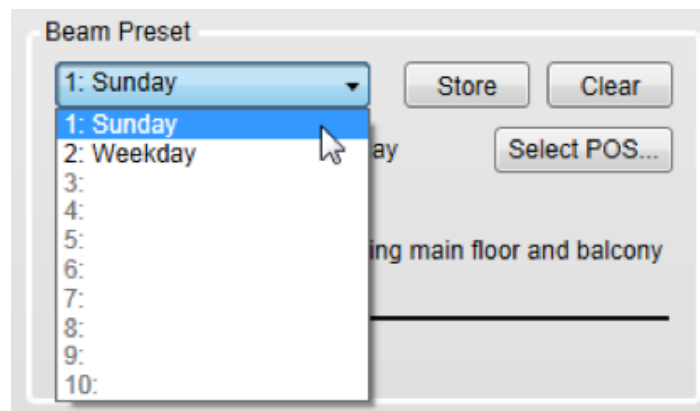 Beam Preset
1: Sunday
Store
Clear
1: Sunday
2: Weekday
ay
Select POS...
3:
4:
5:
ing main floor and balcony
6:
7:
8:
9:
10: